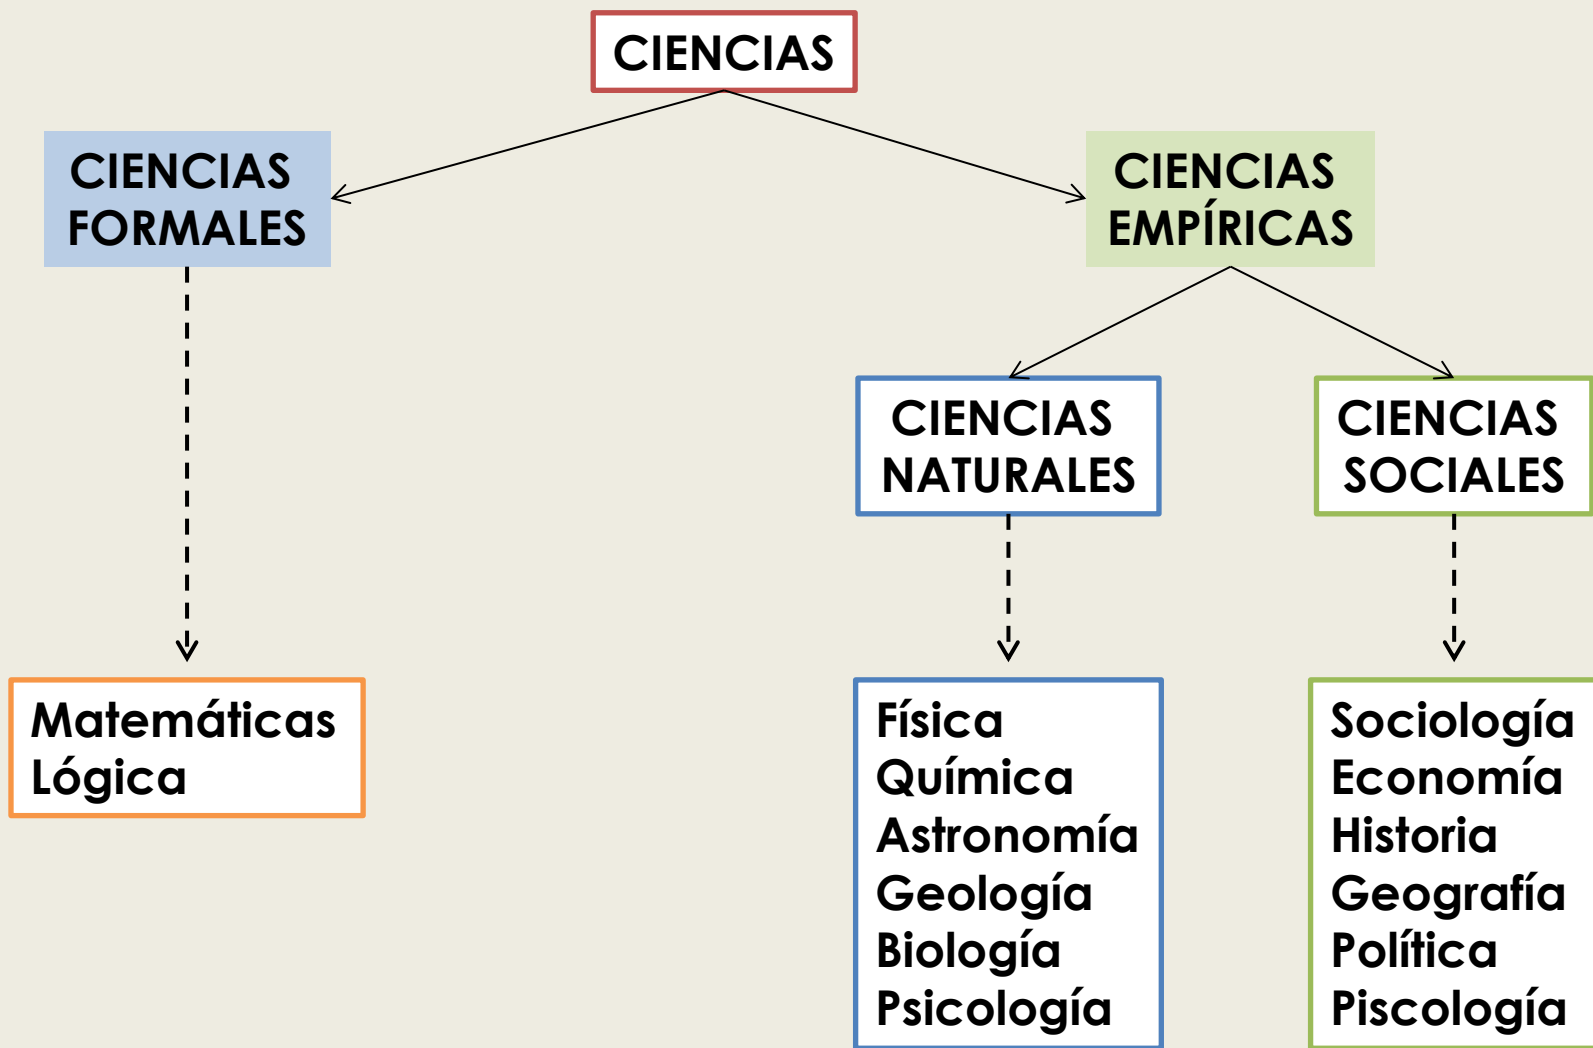 CIENCIAS
CIENCIAS
FORMALES
CIENCIAS
EMPÍRICAS
CIENCIAS
NATURALES
CIENCIAS
SOCIALES
Matemáticas
Lógica
Física
Química
Astronomía
Geología
Biología
Psicología
Sociología
Economía
Historia
Geografía
Política
Piscología